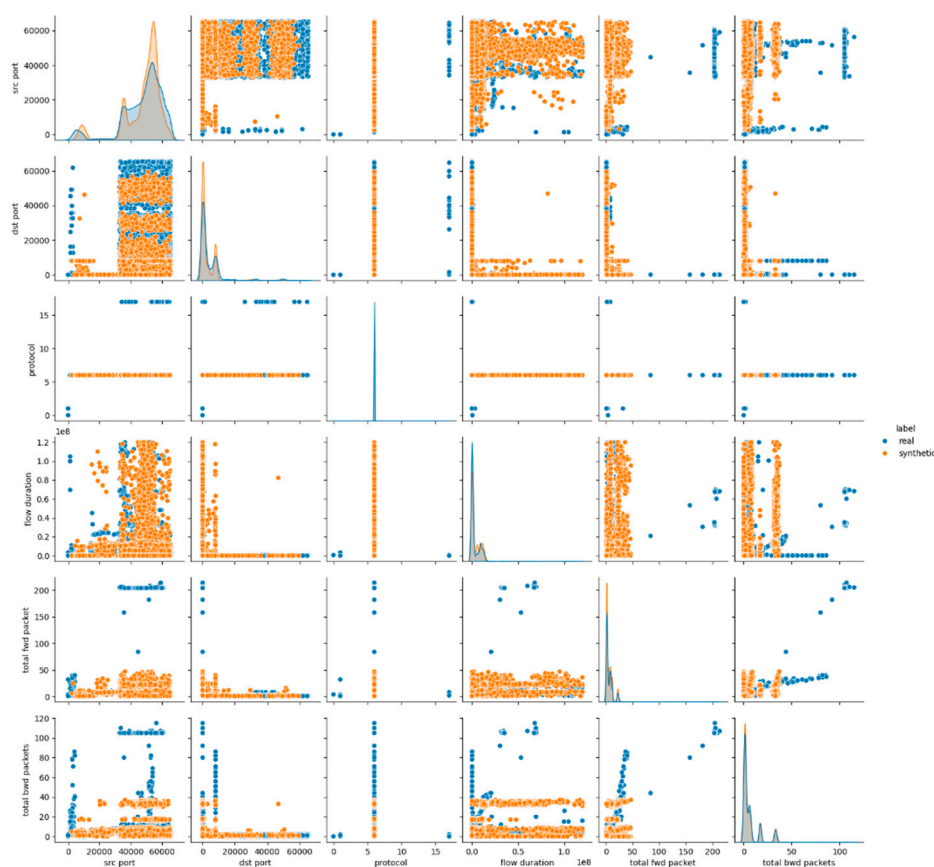 60000
40000
20000
0
src port
60000
40000
20000
0
dst port
15
10
5
0
protocol
1e8
1.2
1.0
0.8
0.6
0.4
0.2
0.0
flow duration
200
150
100
50
0
total fwd packet
120
100
80
60
40
20
0
total bwd packets
0 20000 40000 60000
src port
0 20000 40000 60000
dst port
0 5 10 15
protocol
0.0 0.5 1.0
1e8
flow duration
0 50 100 150 200
total fwd packet
0 50 100
total bwd packets
label
real
synthetic